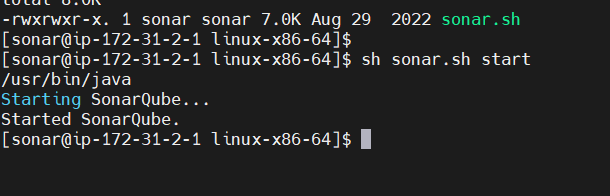 total 8.0K
-rwxrwxr-x. 1 sonar sonar 7.0K Aug 29  2022 sonar.sh
[sonar@ip-172-31-2-1 linux-x86-64]$
[sonar@ip-172-31-2-1 linux-x86-64]$ sh sonar.sh start
/usr/bin/java
Starting SonarQube...
Started SonarQube.
[sonar@ip-172-31-2-1 linux-x86-64]$